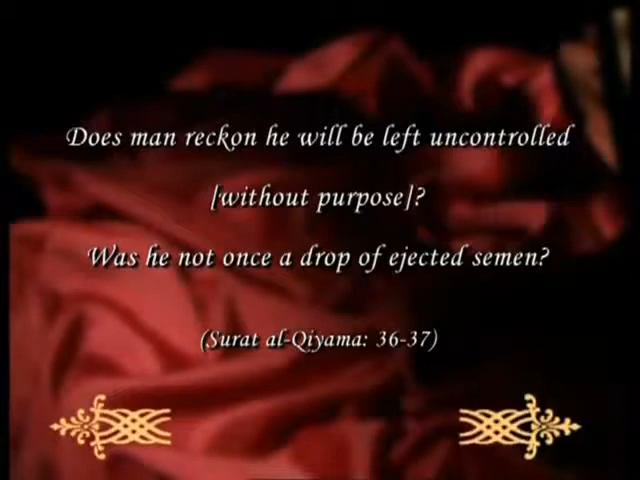 Does man reckon he will be left uncontrolled
[without purpose]?
Was he not once a drop of ejected semen?
(Surat al-Qiyama: 36-37)